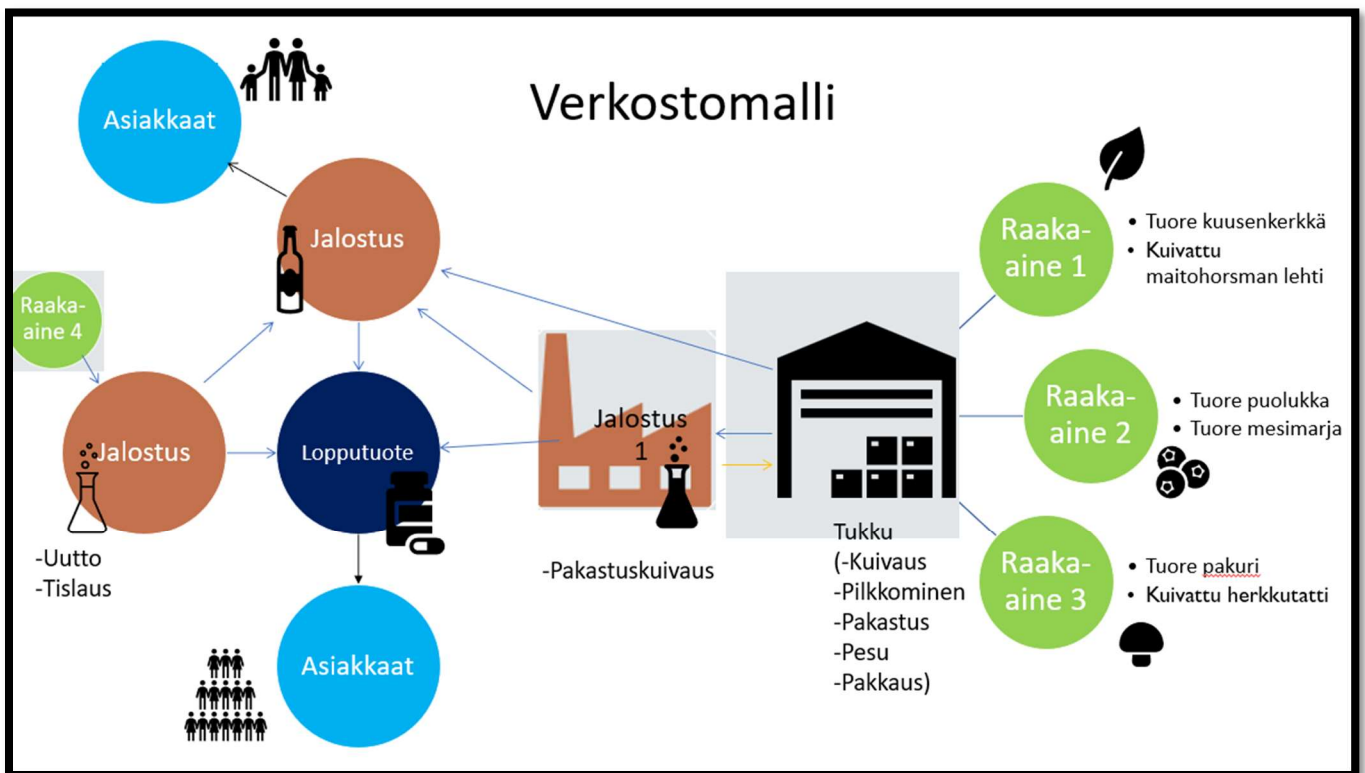 Verkostomalli
Asiakkaat
Jalostus
Raaka-
aine 4
Jalostus
-Uutto
-Tislaus
Lopputuote
Asiakkaat
Jalostus
1
-Pakastuskuivaus
Tukku
(-Kuivaus
-Pilkkominen
-Pakastus
-Pesu
-Pakkaus)
Raaka-
aine 1
• Tuore kuusenkerkkä
• Kuivattu
maitohorsman lehti
Raaka-
aine 2
• Tuore puolukka
• Tuore mesimarja
Raaka-
aine 3
• Tuore pakuri
• Kuivattu herkkutatti